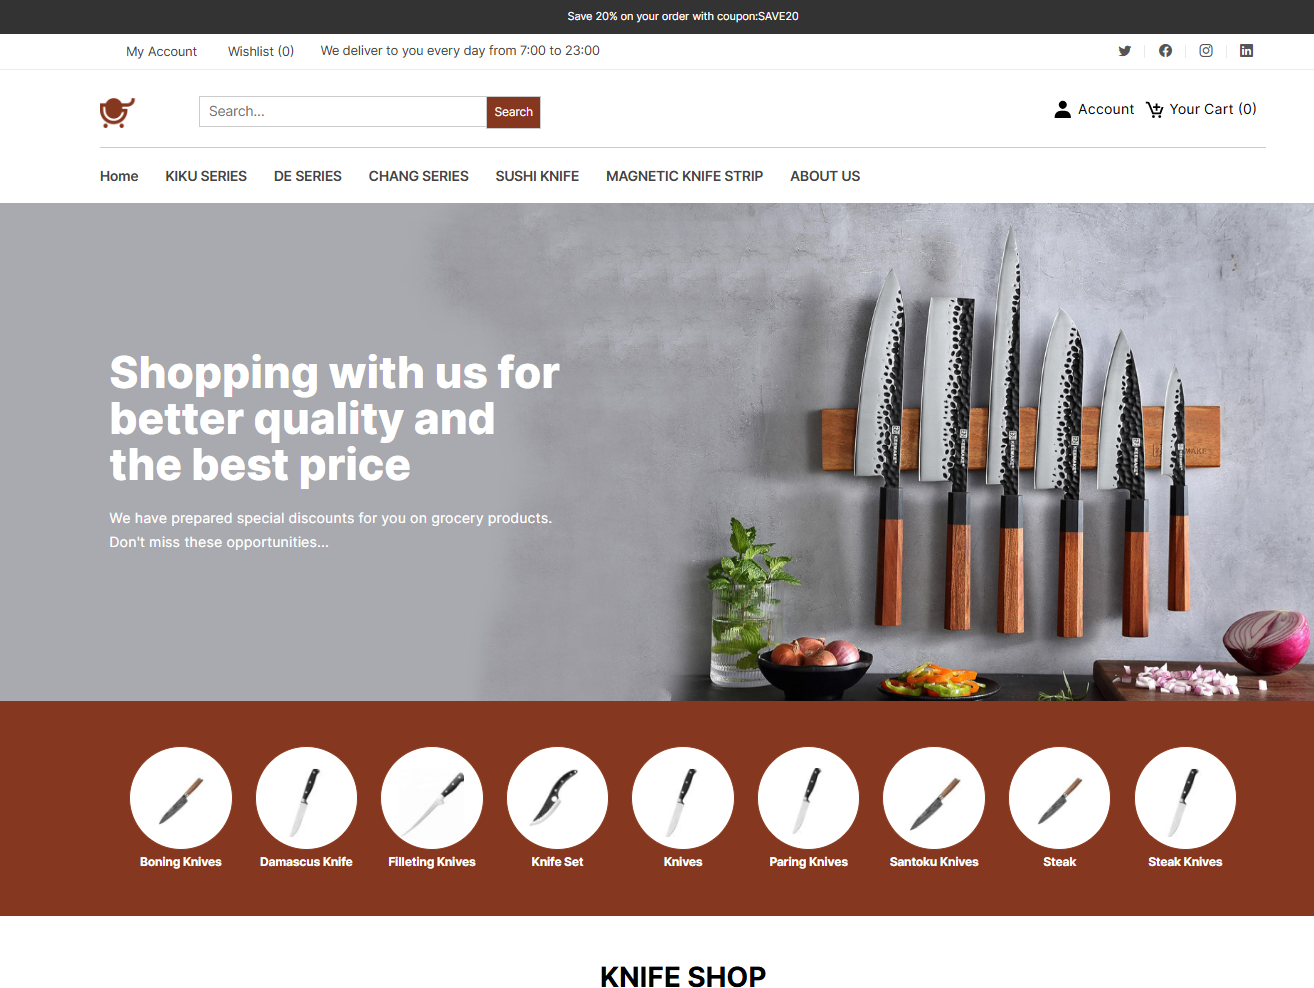 Save 20% on your order with coupon:SAVE20
My Account Wishlist (0) We deliver to you every day from 7:00 to 23:00
Search... Search Account Your Cart (0)
Home KIKU SERIES DE SERIES CHANG SERIES SUSHI KNIFE MAGNETIC KNIFE STRIP ABOUT US
Shopping with us for
better quality and
the best price
We have prepared special discounts for you on grocery products.
Don't miss these opportunities...
Boning Knives Damascus Knife Filleting Knives Knife Set Knives Paring Knives Santoku Knives Steak Steak Knives
KNIFE SHOP